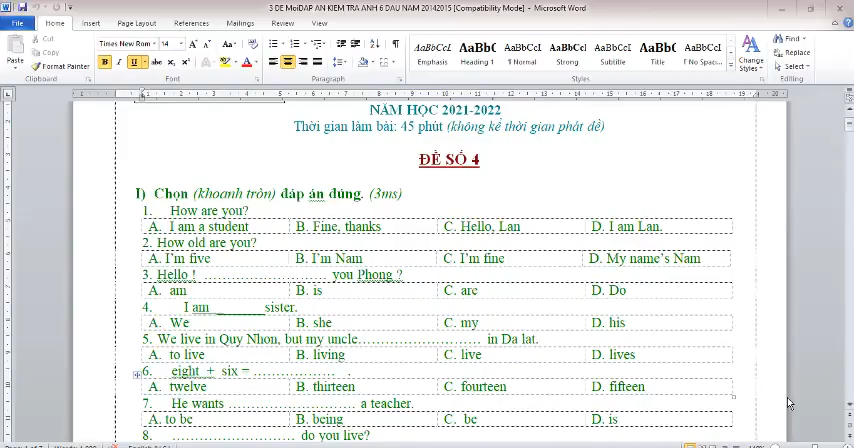 3 DE MoiDAP AN KIEM TRA ANH 6 DAU NAM 20142015 [Compatibility Mode] - Microsoft Word
File Home Insert Page Layout References Mailings Review View
Cut Copy Format Painter Paste Clipboard
Times New Rom 14 Font
Paragraph
AaBbCcI AaBbC AaBbCcI AaBbCcI AaBbCcI AaBbC AaBbCcI
Emphasis Heading 1 ¶ Normal Strong Subtitle Title ¶ No Spaci... Change Styles Styles
Find Replace Select Editing
NĂM HỌC 2021-2022
Thời gian làm bài: 45 phút (không kể thời gian phát đề)
ĐỀ SỐ 4
I) Chọn (khoanh tròn) đáp án đúng. (3ms)
1. How are you?
A. I am a student B. Fine, thanks C. Hello, Lan D. I am Lan.
2. How old are you?
A. I'm five B. I'm Nam C. I'm fine D. My name's Nam
3. Hello ! ............................... you Phong ?
A. am B. is C. are D. Do
4. I am ________sister.
A. We B. she C. my D. his
5. We live in Quy Nhon, but my uncle............................... in Da lat.
A. to live B. living C. live D. lives
6. eight + six = .................... .
A. twelve B. thirteen C. fourteen D. fifteen
7. He wants ............................... a teacher.
A. to be B. being C. be D. is
8. ............................... do you live?